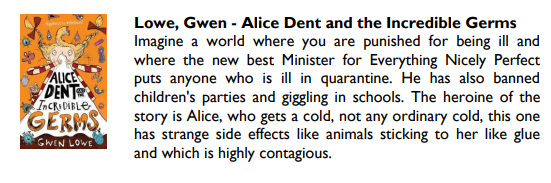 Lowe, Gwen - Alice Dent and the Incredible Germs
Imagine a world where you are punished for being ill and
where the new best Minister for Everything Nicely Perfect
puts anyone who is ill in quarantine. He has also banned
children's parties and giggling in schools. The heroine of the
story is Alice, who gets a cold, not any ordinary cold, this one
has strange side effects like animals sticking to her like glue
and which is highly contagious.
ALICE
DENT AND THE
INCREDIBLE
GERMS
GWEN LOWE